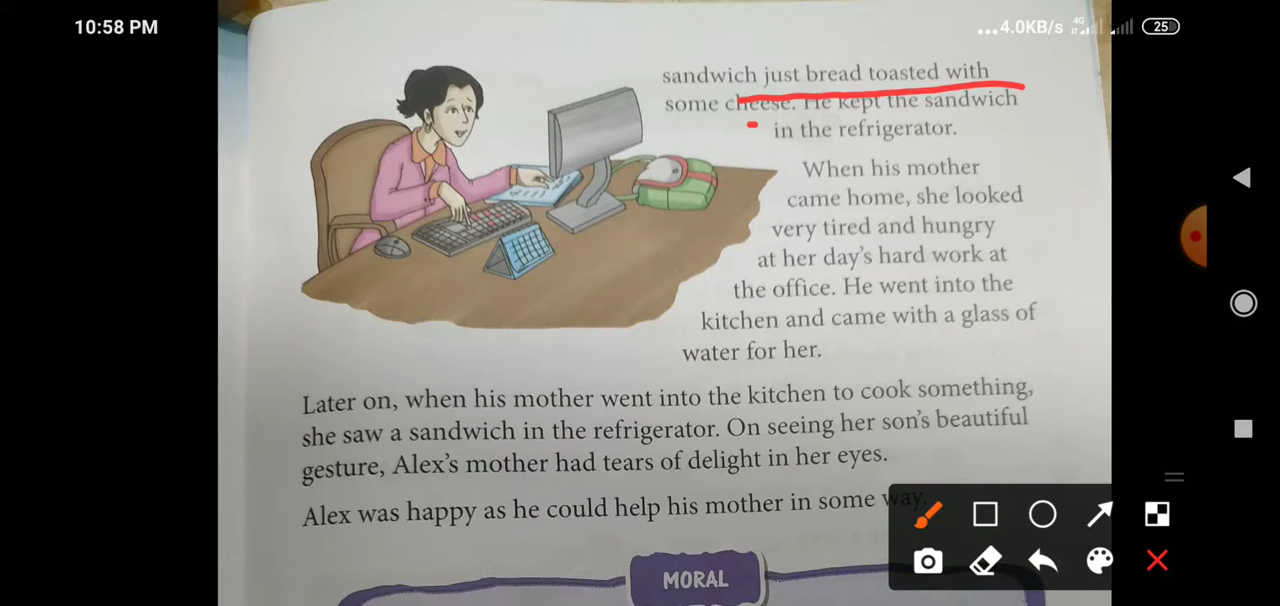 10:58 PM
...4.0KB/s 4G 25
sandwich just bread toasted with
some cheese. He kept the sandwich
in the refrigerator.
When his mother
came home, she looked
very tired and hungry
at her day's hard work at
the office. He went into the
kitchen and came with a glass of
water for her.
Later on, when his mother went into the kitchen to cook something,
she saw a sandwich in the refrigerator. On seeing her son's beautiful
gesture, Alex's mother had tears of delight in her eyes.
Alex was happy as he could help his mother in some way.
MORAL